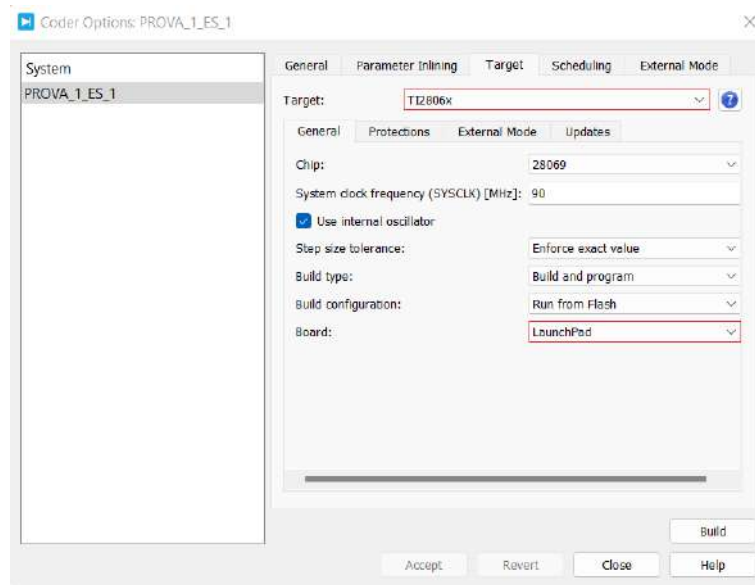 Coder Options: PROVA_1_ES_1
System
PROVA_1_ES_1
General Parameter Inlining Target Scheduling External Mode
Target: TI2806x
General Protections External Mode Updates
Chip: 28069
System clock frequency (SYSCLK) [MHz]: 90
Use internal oscillator
Step size tolerance: Enforce exact value
Build type: Build and program
Build configuration: Run from Flash
Board: LaunchPad
Build
Accept Revert Close Help